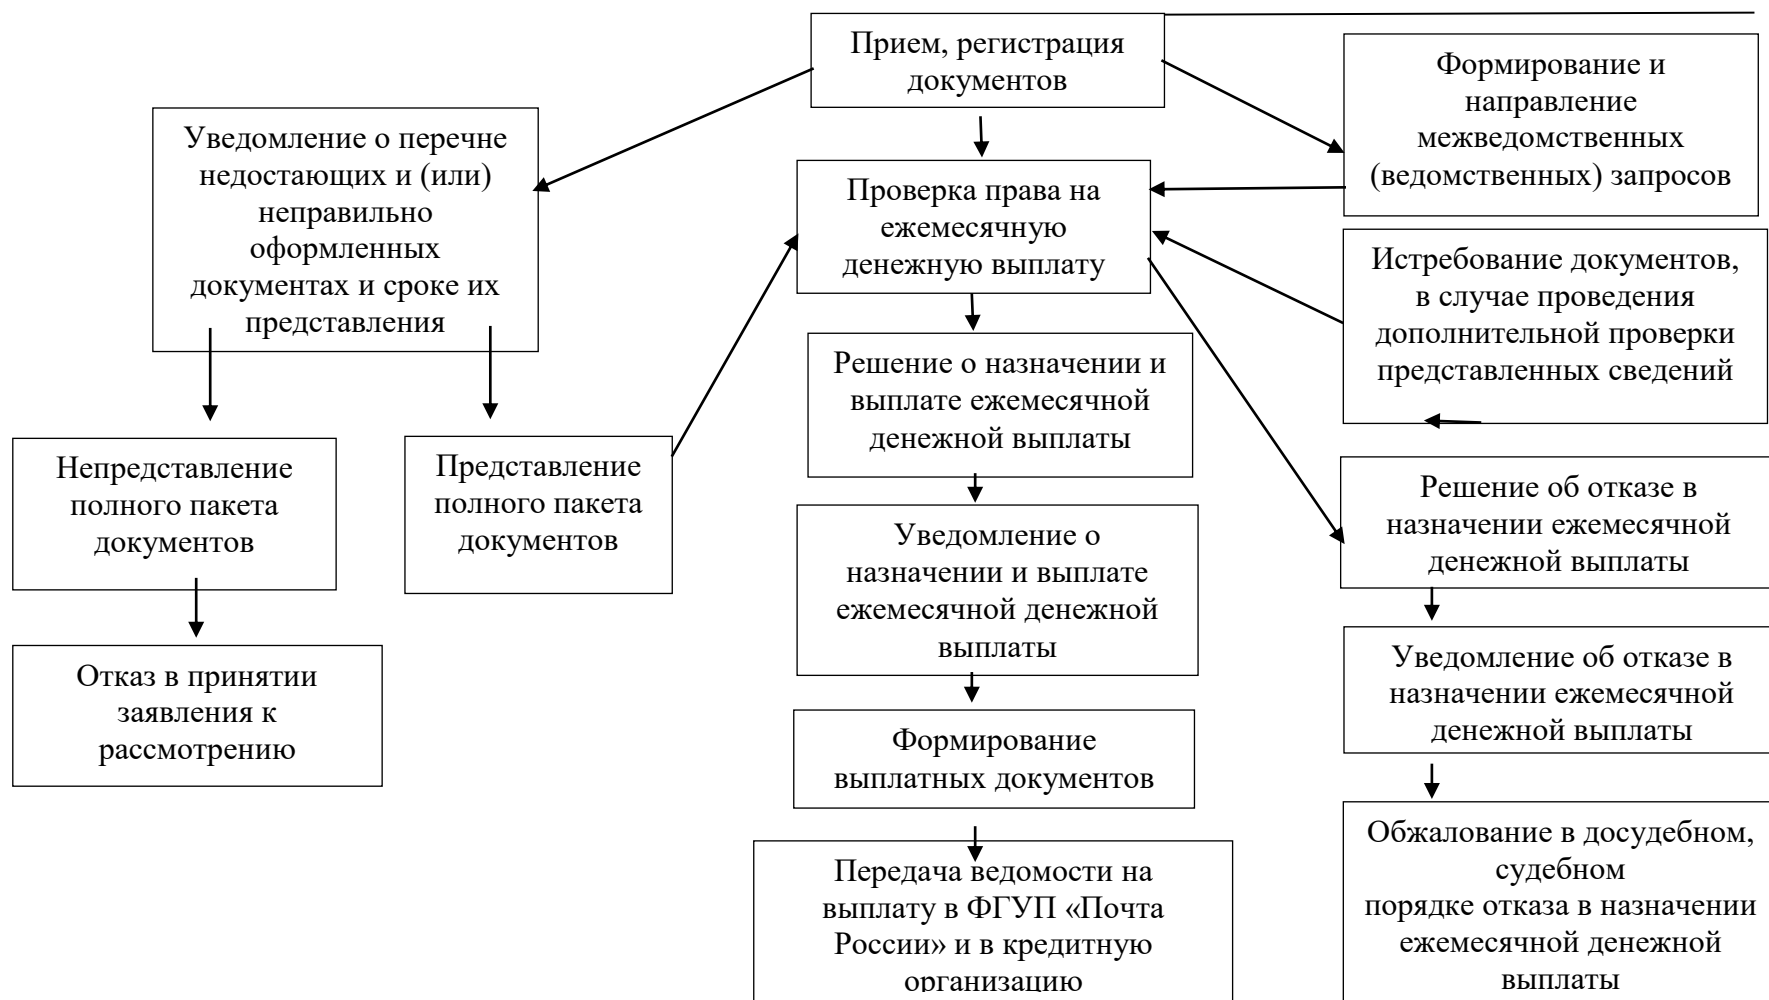 Прием, регистрация
документов
Формирование и
направление
межведомственных
(ведомственных) запросов
Уведомление о перечне
недостающих и (или)
неправильно
оформленных
документах и сроке их
представления
Проверка права на
ежемесячную
денежную выплату
Истребование документов,
в случае проведения
дополнительной проверки
представленных сведений
Решение о назначении и
выплате ежемесячной
денежной выплаты
Непредставление
полного пакета
документов
Представление
полного пакета
документов
Решение об отказе в
назначении ежемесячной
денежной выплаты
Уведомление о
назначении и выплате
ежемесячной денежной
выплаты
Отказ в принятии
заявления к
рассмотрению
Уведомление об отказе в
назначении ежемесячной
денежной выплаты
Формирование
выплатных документов
Обжалование в досудебном,
судебном
порядке отказа в назначении
ежемесячной денежной
выплаты
Передача ведомости на
выплату в ФГУП «Почта
России» и в кредитную
организацию